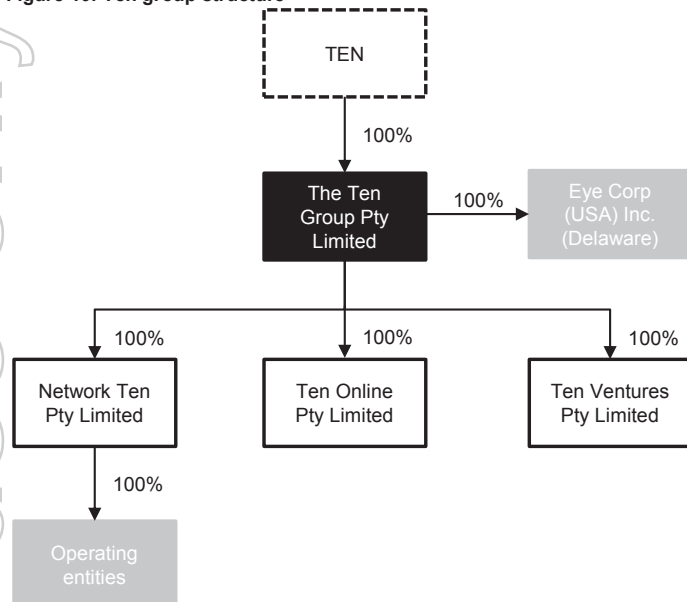 TEN
100%
The Ten
Group Pty
Limited
100%
Eye Corp
(USA) Inc.
(Delaware)
100%
100%
100%
Network Ten
Pty Limited
Ten Online
Pty Limited
Ten Ventures
Pty Limited
100%
Operating
entities